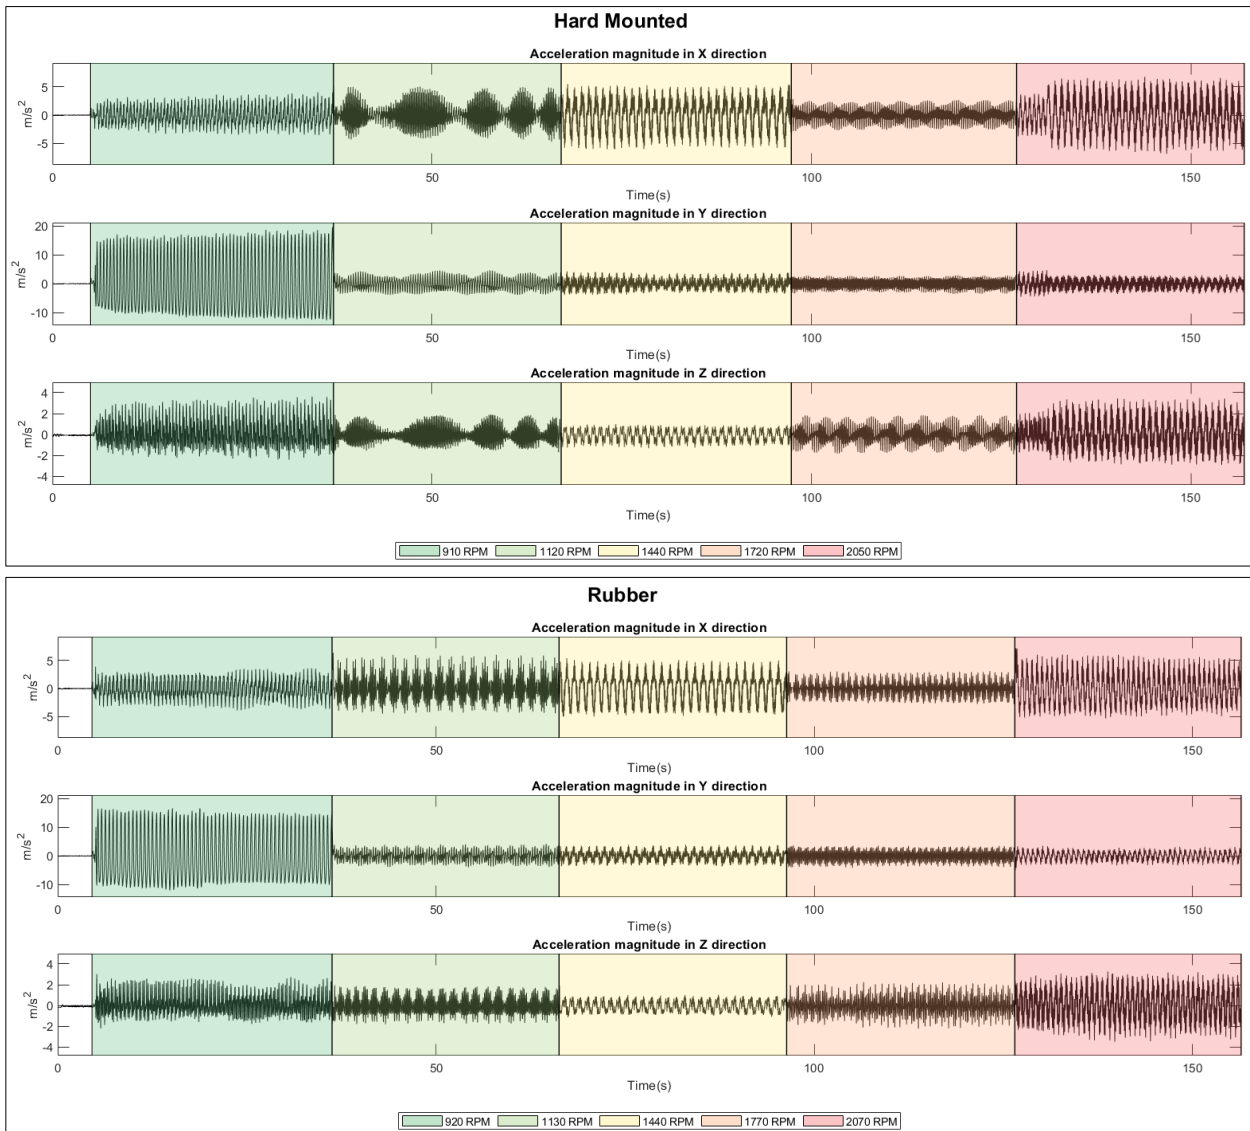 Hard Mounted
Acceleration magnitude in X direction
5
0
-5
m/s²
0 50 100 150
Time(s)
Acceleration magnitude in Y direction
20
10
0
-10
m/s²
0 50 100 150
Time(s)
Acceleration magnitude in Z direction
4
2
0
-2
-4
m/s²
0 50 100 150
Time(s)
910 RPM 1120 RPM 1440 RPM 1720 RPM 2050 RPM
Rubber
Acceleration magnitude in X direction
5
0
-5
m/s²
0 50 100 150
Time(s)
Acceleration magnitude in Y direction
20
10
0
-10
m/s²
0 50 100 150
Time(s)
Acceleration magnitude in Z direction
4
2
0
-2
-4
m/s²
0 50 100 150
Time(s)
920 RPM 1130 RPM 1440 RPM 1770 RPM 2070 RPM